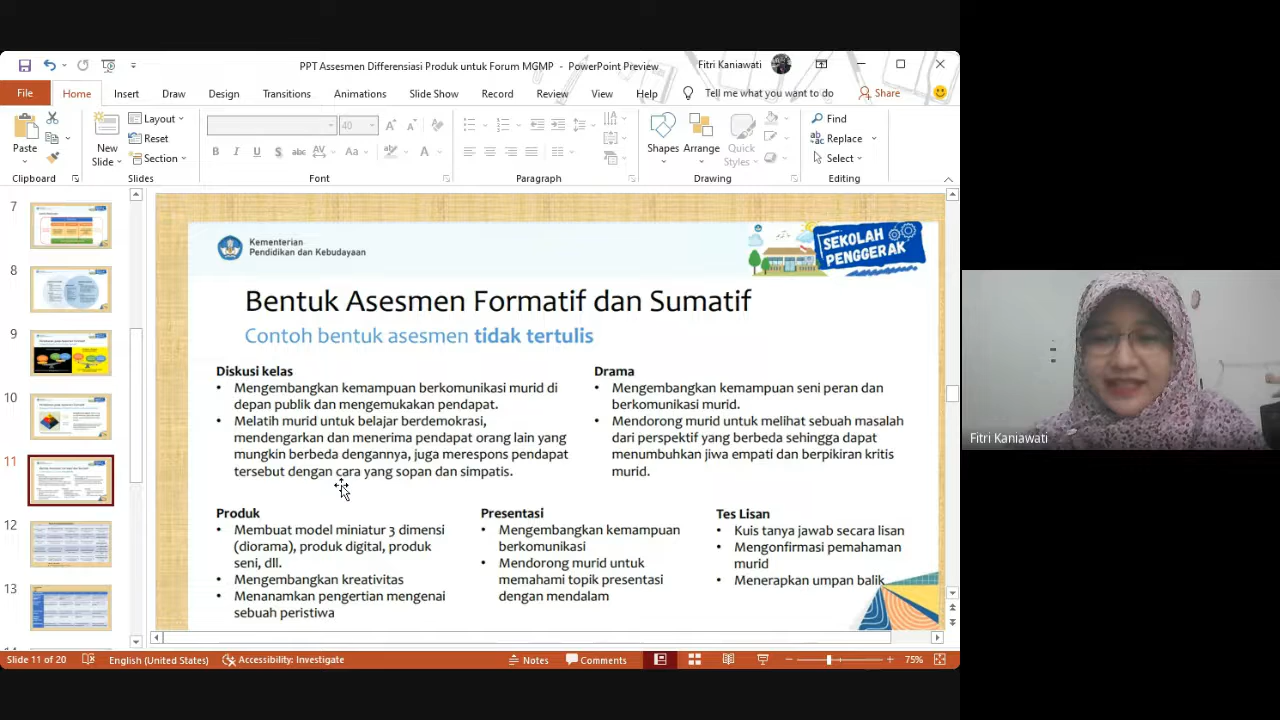 PPT Assesmen Differensiasi Produk untuk Forum MGMP - PowerPoint Preview
Fitri Kaniawati
File
Home
Insert
Draw
Design
Transitions
Animations
Slide Show
Record
Review
View
Help
Tell me what you want to do
Share
Paste
Clipboard
New
Slide
Layout
Reset
Section
Slides
40
Font
Paragraph
Shapes
Arrange
Quick
Styles
Drawing
Find
Replace
Select
Editing
7
8
9
10
11
12
13
Kementerian
Pendidikan dan Kebudayaan
SEKOLAH
PENGGERAK
Bentuk Asesmen Formatif dan Sumatif
Contoh bentuk asesmen tidak tertulis
Diskusi kelas
• Mengembangkan kemampuan berkomunikasi murid di
depan publik dan mengemukakan pendapat.
• Melatih murid untuk belajar berdemokrasi,
mendengarkan dan menerima pendapat orang lain yang
mungkin berbeda dengannya, juga merespons pendapat
tersebut dengan cara yang sopan dan simpatis.
Drama
• Mengembangkan kemampuan seni peran dan
berkomunikasi murid.
• Mendorong murid untuk melihat sebuah masalah
dari perspektif yang berbeda sehingga dapat
menumbuhkan jiwa empati dan berpikiran kritis
murid.
Produk
• Membuat model miniatur 3 dimensi
(diorama), produk digital, produk
seni, dll.
• Mengembangkan kreativitas
• Menanamkan pengertian mengenai
sebuah peristiwa
Presentasi
• Mengembangkan kemampuan
berkomunikasi
• Mendorong murid untuk
memahami topik presentasi
dengan mendalam
Tes Lisan
• Kuis tanya jawab secara lisan
• Mengonfirmasi pemahaman
murid
• Menerapkan umpan balik
Slide 11 of 20
English (United States)
Accessibility: Investigate
Notes
Comments
75%
Fitri Kaniawati